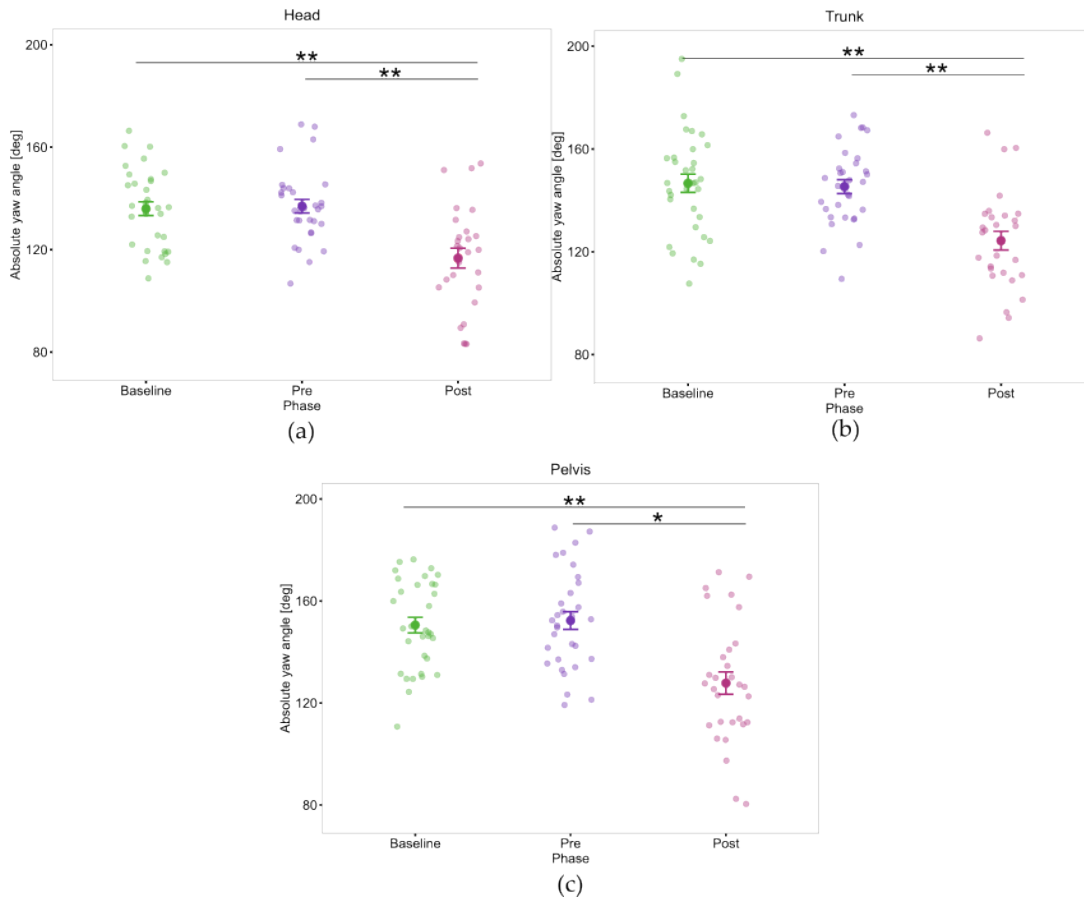 Head
Absolute yaw angle [deg]
200
160
120
80
**
**
Baseline
Pre
Post
Phase
(a)
Trunk
Absolute yaw angle [deg]
200
160
120
80
**
**
Baseline
Pre
Post
Phase
(b)
Pelvis
Absolute yaw angle [deg]
200
160
120
80
**
*
Baseline
Pre
Post
Phase
(c)